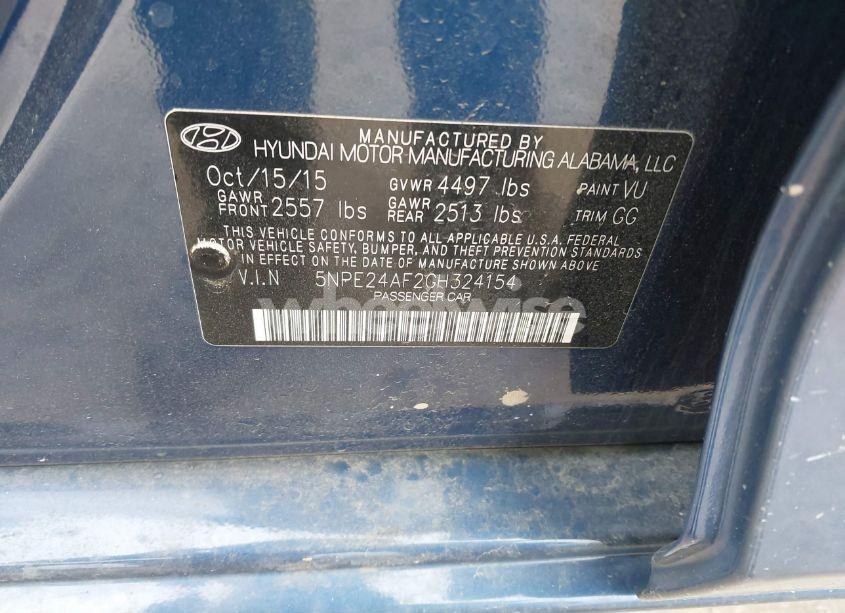 MANUFACTURED BY
HYUNDAI MOTOR MANUFACTURING ALABAMA, LLC
Oct/15/15 GVWR 4497 lbs PAINT VU
GAWR FRONT 2557 lbs GAWR REAR 2513 lbs TRIM GG
THIS VEHICLE CONFORMS TO ALL APPLICABLE U.S.A. FEDERAL
MOTOR VEHICLE SAFETY, BUMPER, AND THEFT PREVENTION STANDARDS
IN EFFECT ON THE DATE OF MANUFACTURE SHOWN ABOVE
V.I.N 5NPE24AF2GH324154
PASSENGER CAR
wheelwise